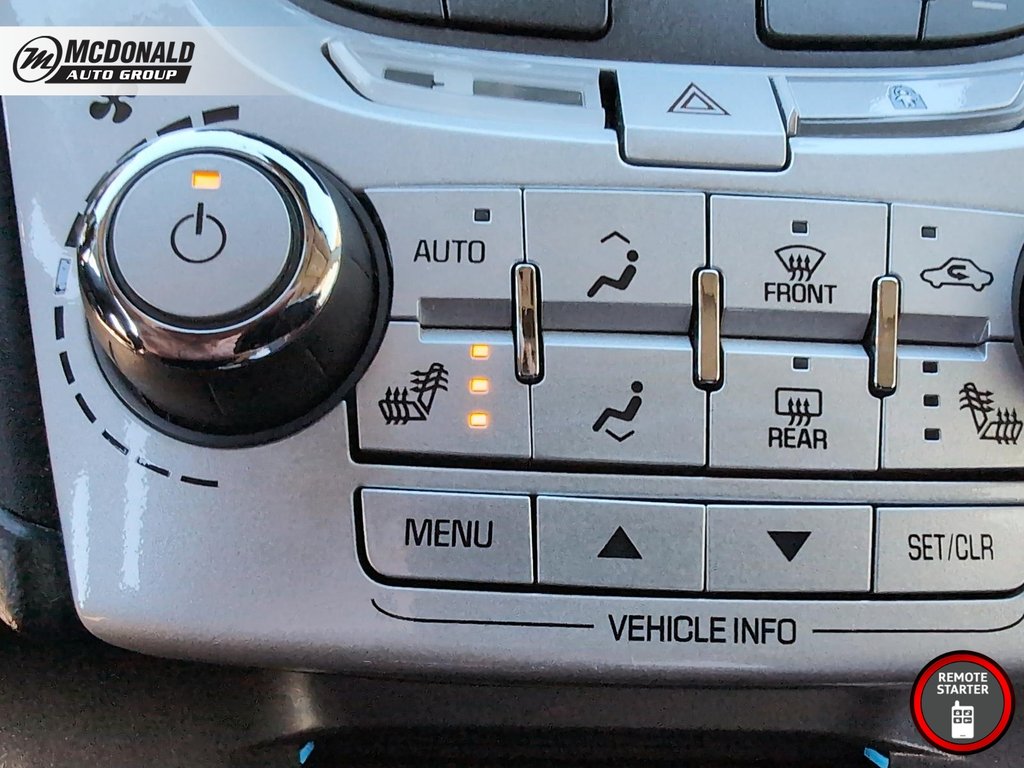 McDONALD
AUTO GROUP
AUTO
FRONT
REAR
MENU
SET/CLR
VEHICLE INFO
REMOTE
STARTER